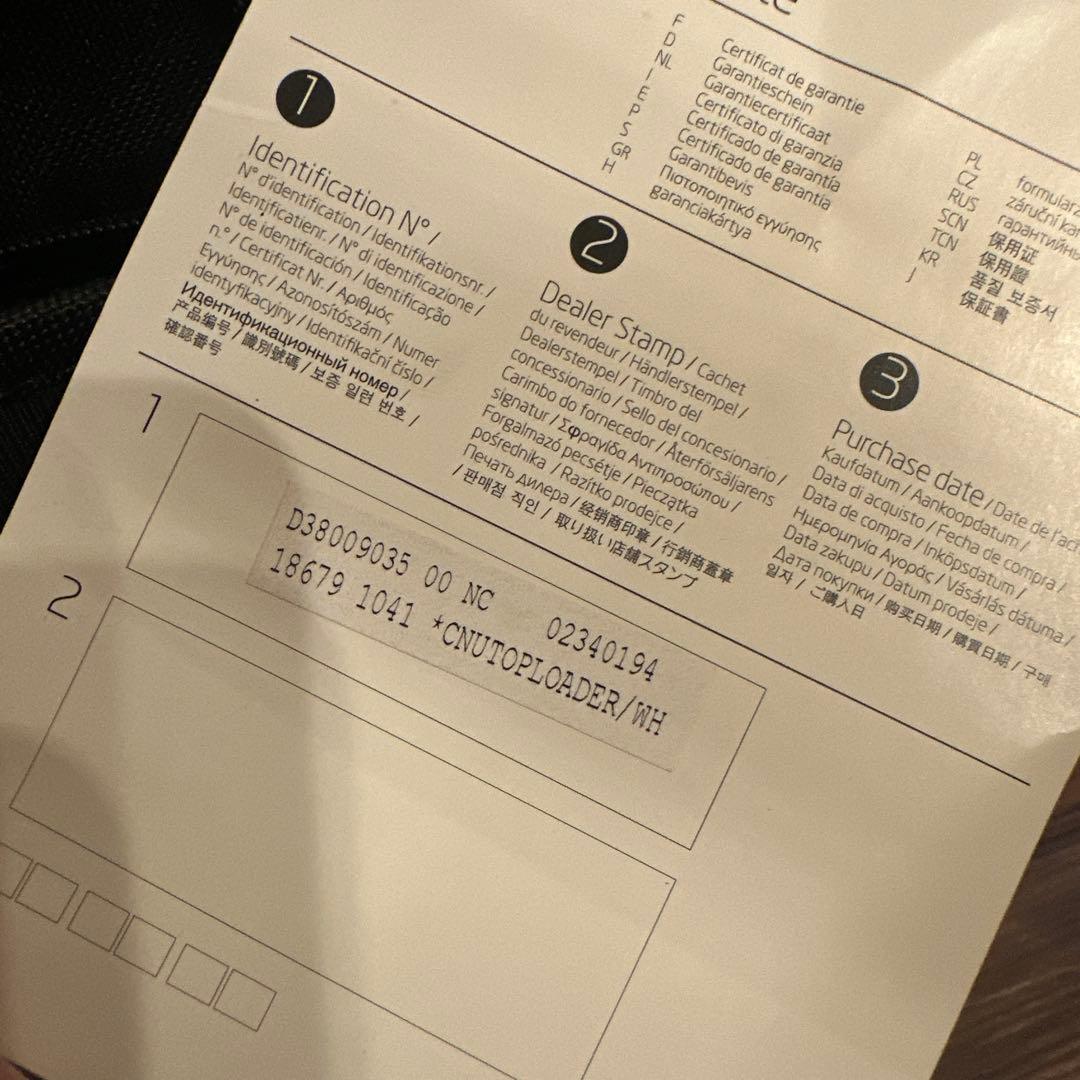 F Certificat de garantie
D Garantieschein
NL Garantiecertificaat
I Certificato di garanzia
E Certificado de garantía
P Certificado de garantía
S Garantibevis
GR Πιστοποιητικό εγγύησης
H garanciakártya
PL
CZ záruční
RUS
SCN 保用证
TCN 保用證
KR 품질 보증서
J 保証書
1
Identification N° /
N° d'identification / Identifikationsnr. /
Identificatienr. / N° di identificazione /
N° de identificación / Identificação
n.° / Certificat Nr. / Αριθμός
Εγγύησης / Azonosítószám / Numer
identyfikacyjny / Identifikační číslo /
Идентификационный номер /
产品编号 / 識別號碼 / 보증 일련 번호 /
確認番号
2
Dealer Stamp / Cachet
du revendeur / Händlerstempel /
Dealerstempel / Timbro del
concessionario / Sello del concesionario /
Carimbo do fornecedor / Återförsäljarens
signatur / Σφραγίδα Αντιπροσώπου /
Forgalmazó pecsétje / Pieczątka
pośrednika / Razítko prodejce /
Печать дилера / 经销商印章 / 行銷商蓋章
/ 판매점 직인 / 取り扱い店舗スタンプ
3
Purchase date / Date de l'ac
Kaufdatum / Aankoopdatum /
Data di acquisto / Fecha de compra /
Data de compra / Inköpsdatum /
Ημερομηνία Αγοράς / Vásárlás dátuma /
Data zakupu / Datum prodeje /
Дата покупки / 购买日期 / 購買日期 / 구매
일자 / ご購入日
1
D38009035 00 NC 02340194
18679 1041 *CNUTOPLOADER/WH
2